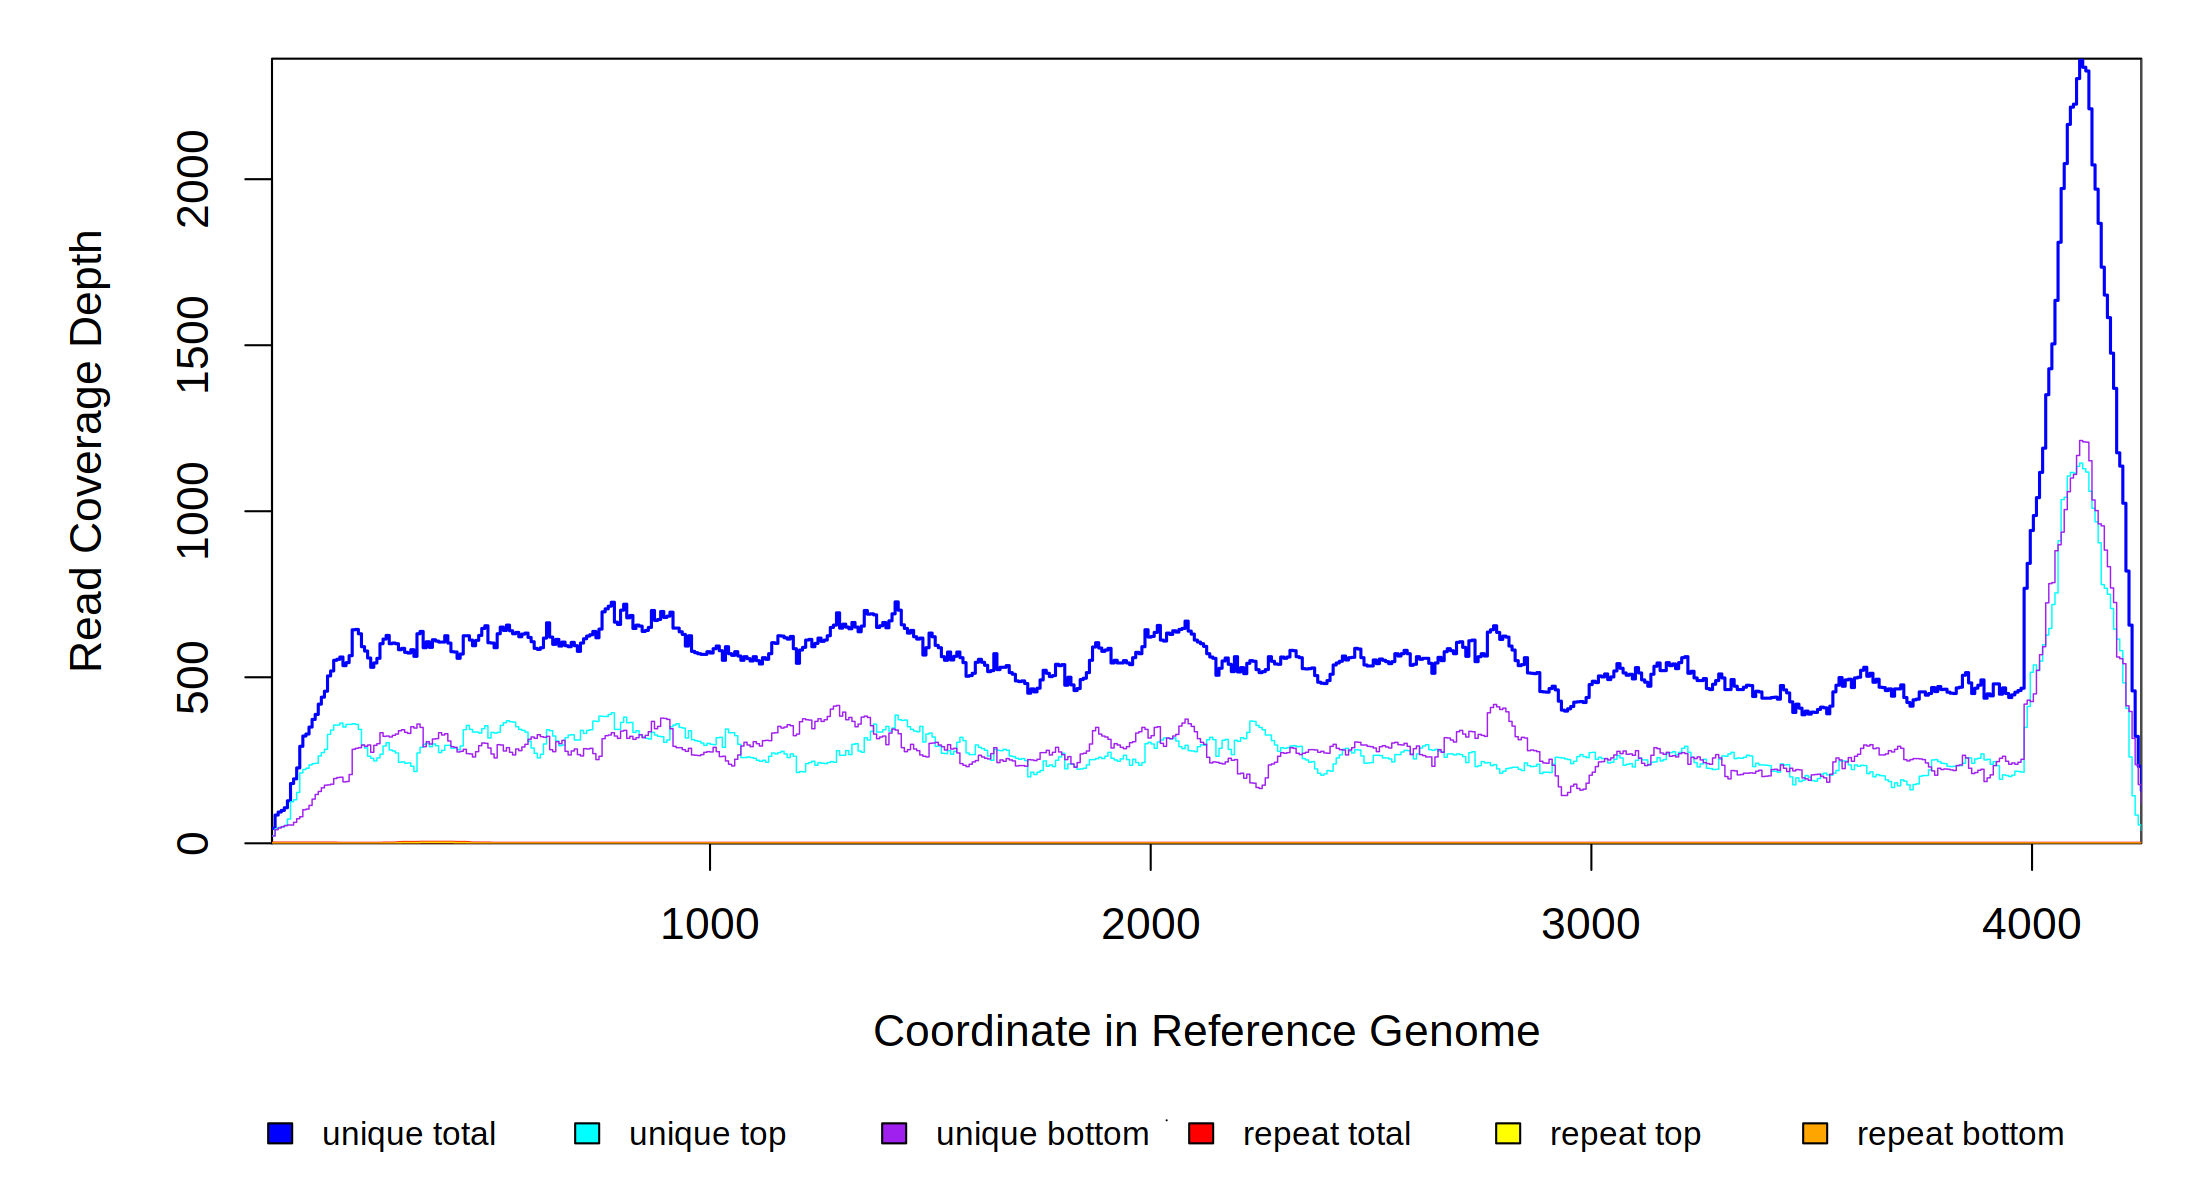 Read Coverage Depth
2000
1500
1000
500
0
1000 2000 3000 4000
Coordinate in Reference Genome
unique total unique top unique bottom repeat total repeat top repeat bottom